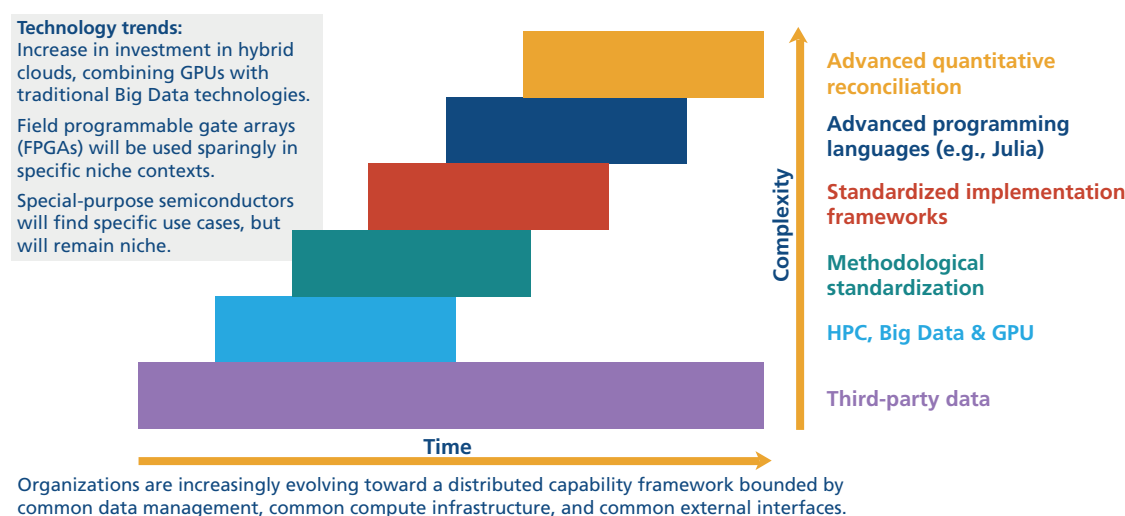 Technology trends:
Increase in investment in hybrid
clouds, combining GPUs with
traditional Big Data technologies.
Field programmable gate arrays
(FPGAs) will be used sparingly in
specific niche contexts.
Special-purpose semiconductors
will find specific use cases, but
will remain niche.
Complexity
Advanced quantitative
reconciliation
Advanced programming
languages (e.g., Julia)
Standardized implementation
frameworks
Methodological
standardization
HPC, Big Data & GPU
Third-party data
Time
Organizations are increasingly evolving toward a distributed capability framework bounded by
common data management, common compute infrastructure, and common external interfaces.